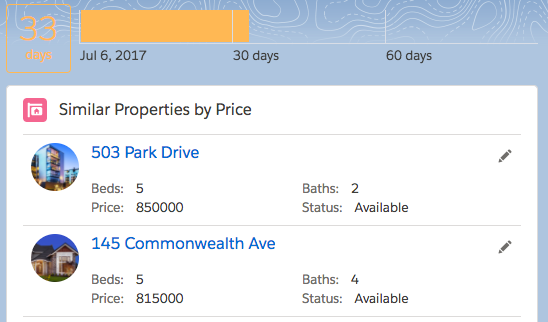 33
days
Jul 6, 2017 30 days 60 days
Similar Properties by Price
503 Park Drive
Beds: 5 Baths: 2
Price: 850000 Status: Available
145 Commonwealth Ave
Beds: 5 Baths: 4
Price: 815000 Status: Available